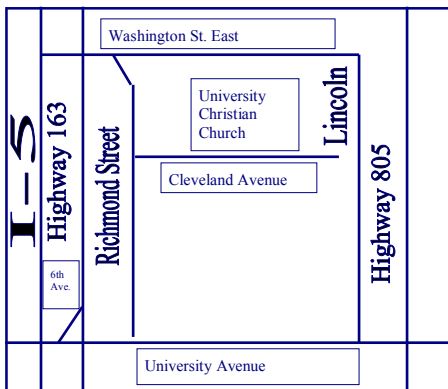 Washington St. East
I-5
Highway 163
Richmond Street
University
Christian
Church
Lincoln
Cleveland Avenue
Highway 805
6th
Ave.
University Avenue